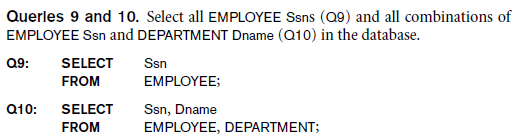 Queries 9 and 10. Select all EMPLOYEE Ssns (Q9) and all combinations of
EMPLOYEE Ssn and DEPARTMENT Dname (Q10) in the database.
Q9: SELECT Ssn
FROM EMPLOYEE;
Q10: SELECT Ssn, Dname
FROM EMPLOYEE, DEPARTMENT;